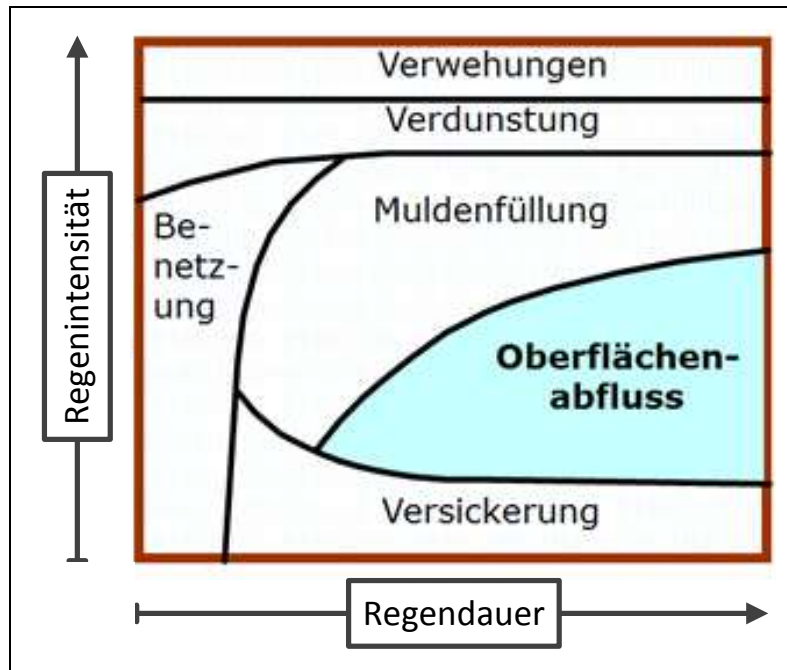 Verwehungen
Verdunstung
Muldenfüllung
Be-
netz-
ung
Oberflächen-
abfluss
Versickerung
Regenintensität
Regendauer